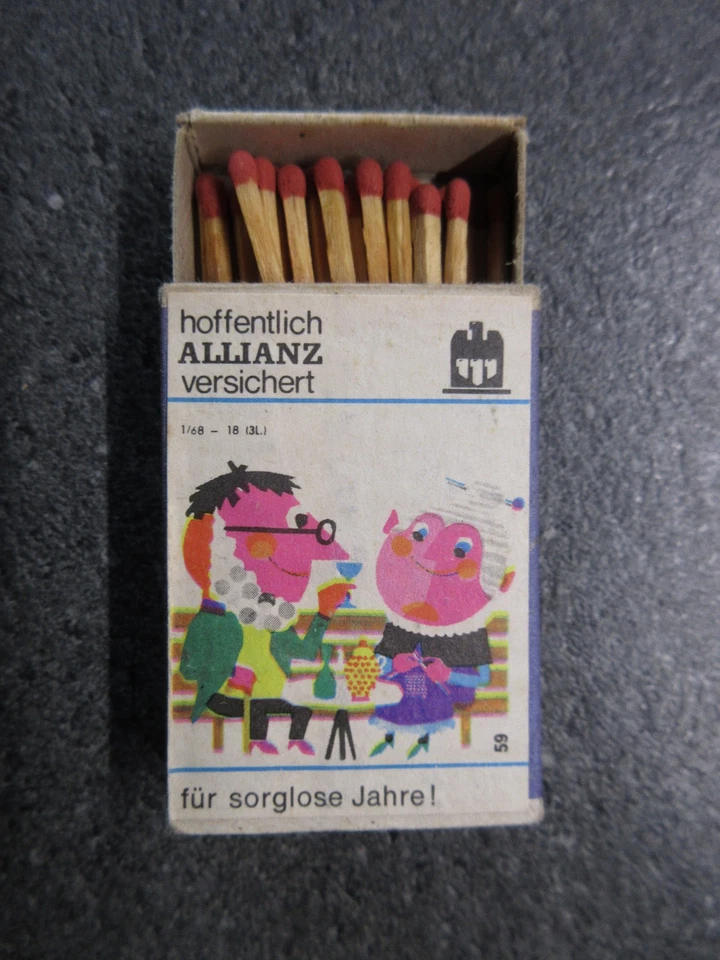 hoffentlich
ALLIANZ
versichert
1/68 – 18 (3L.)
59
für sorglose Jahre!